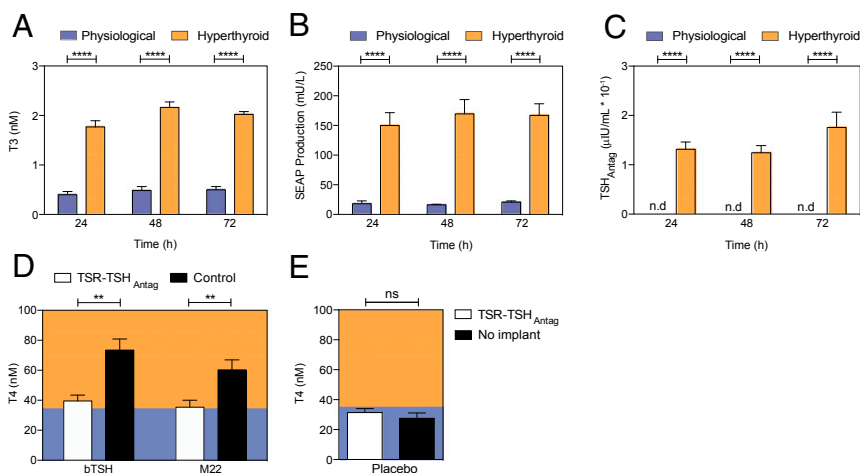 A
Physiological Hyperthyroid
**** **** ****
T3 (nM)
3
2
1
0
24 48 72
Time (h)
B
Physiological Hyperthyroid
**** **** ****
SEAP Production (mU/L)
250
200
150
100
50
0
24 48 72
Time (h)
C
Physiological Hyperthyroid
**** **** ****
TSHAntag (µIU/mL * 10-1)
3
2
1
0
n.d n.d n.d
24 48 72
Time (h)
D
TSR-TSHAntag Control
** **
T4 (nM)
100
80
60
40
20
0
bTSH M22
E
ns
TSR-TSHAntag
No implant
T4 (nM)
100
80
60
40
20
0
Placebo